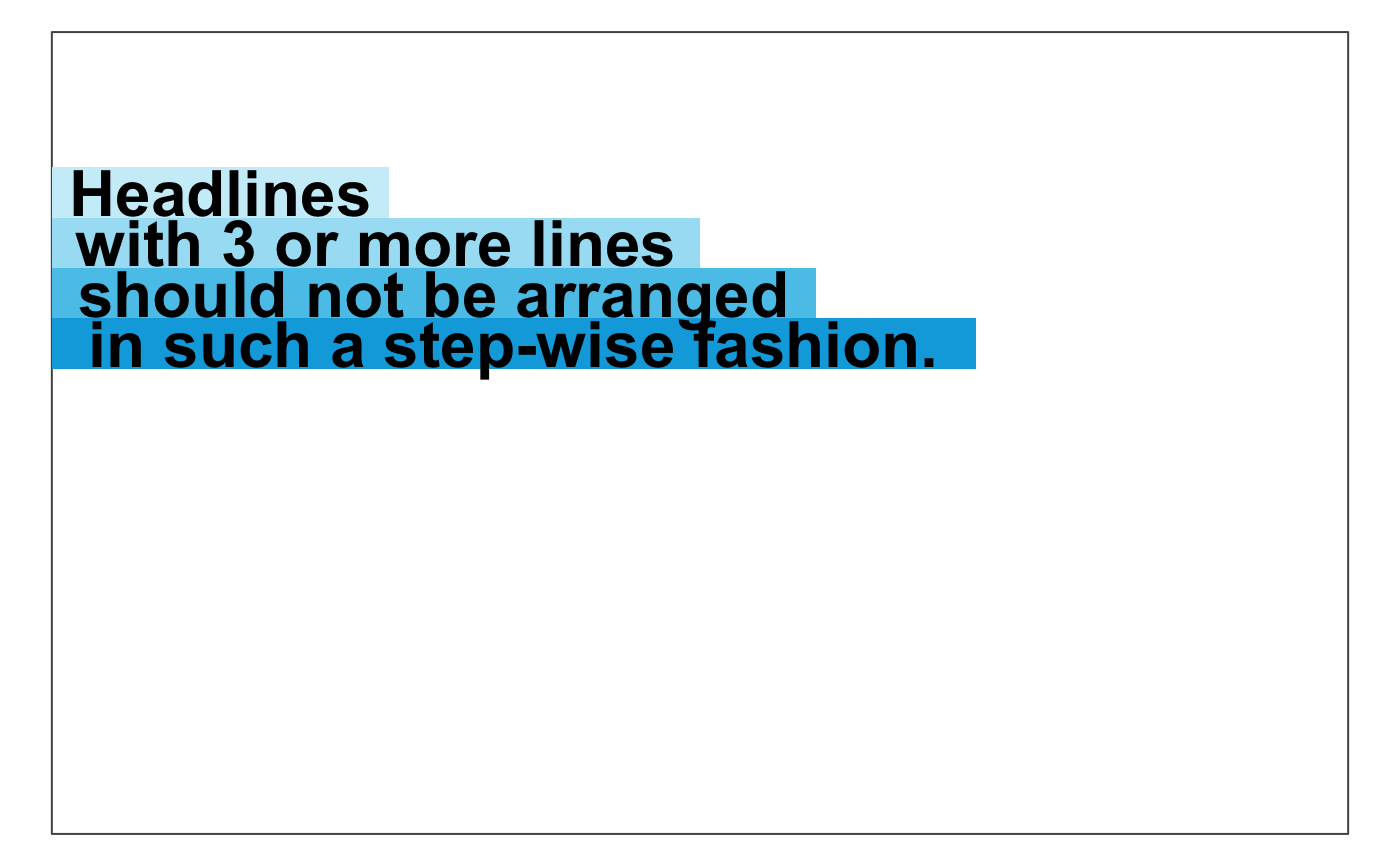 Headlines
with 3 or more lines
should not be arranged
in such a step-wise fashion.